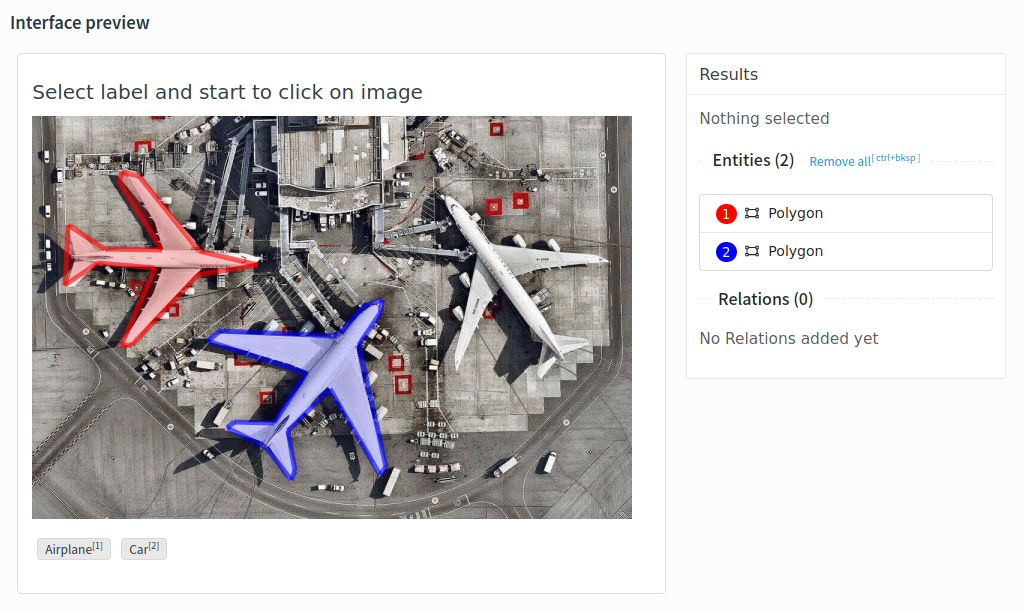 Interface preview
Select label and start to click on image
Airplane[1] Car[2]
Results
Nothing selected
Entities (2) Remove all[ ctrl+bksp ]
1 Polygon
2 Polygon
Relations (0)
No Relations added yet